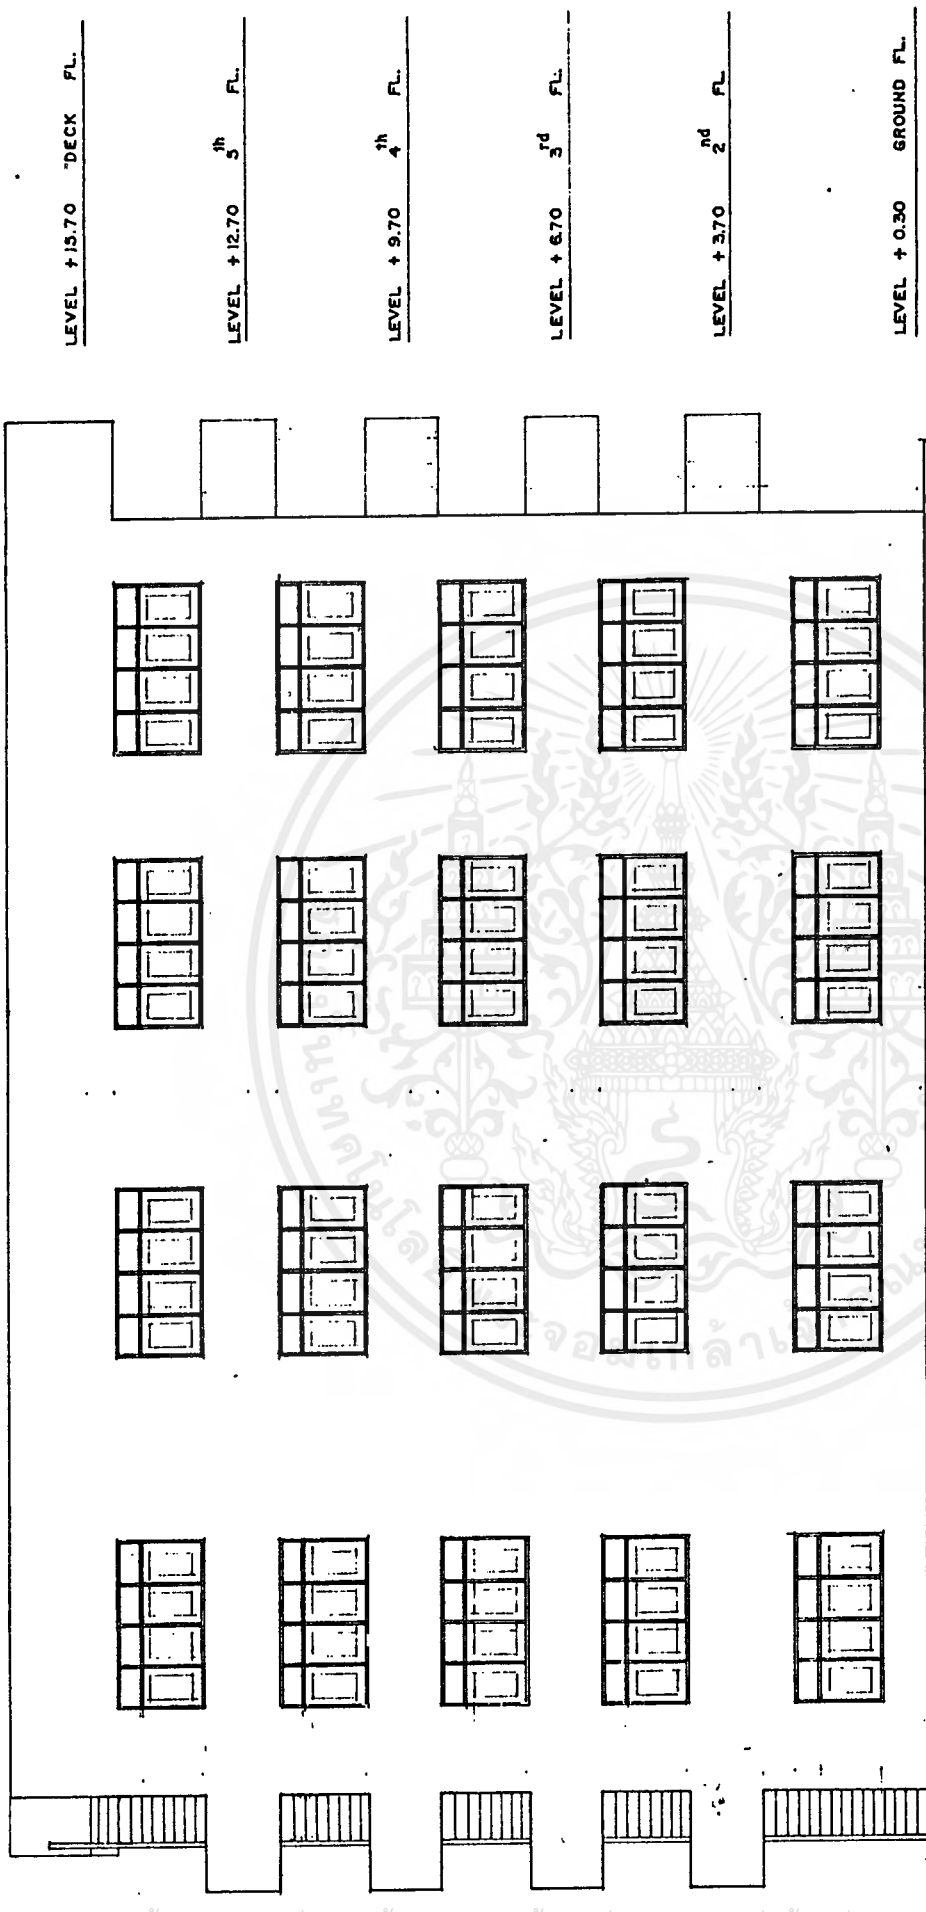 LEVEL + 15.70 DECK FL.
LEVEL + 12.70 5th FL.
LEVEL + 9.70 4th FL.
LEVEL + 6.70 3rd FL.
LEVEL + 3.70 2nd FL.
LEVEL + 0.30 GROUND FL.